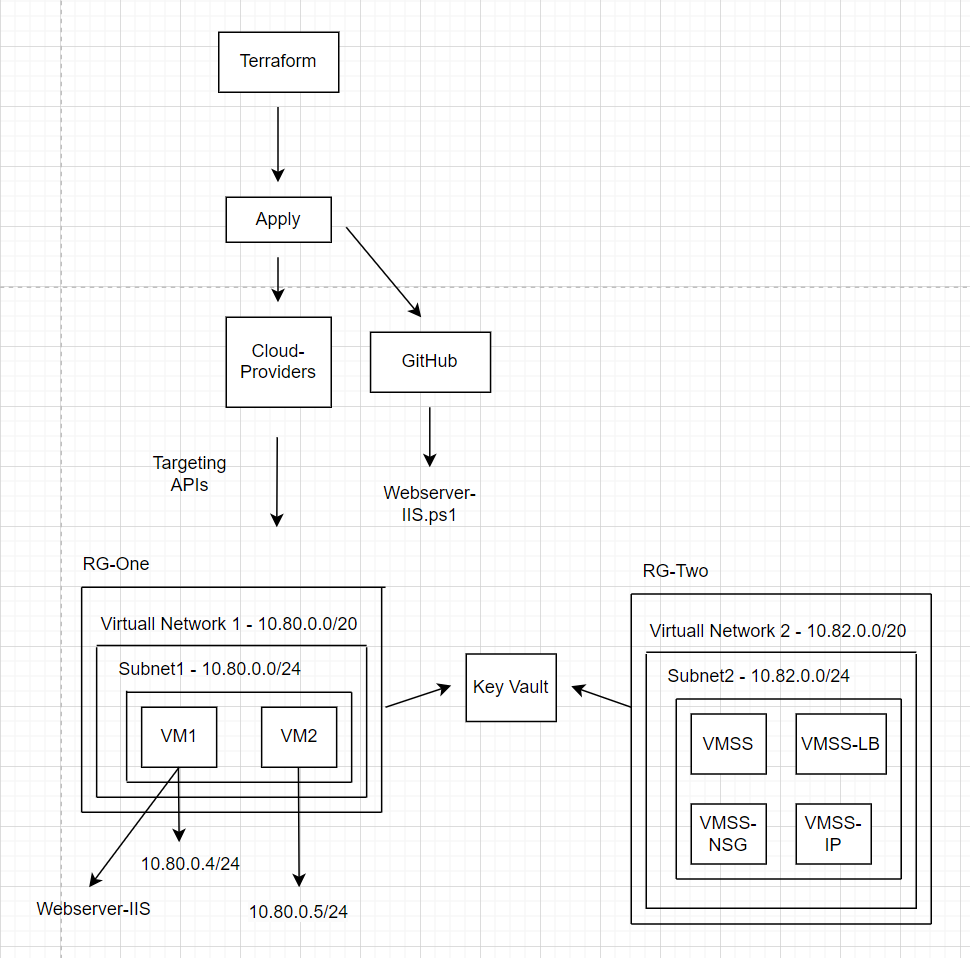 Terraform
Apply
Cloud-
Providers
GitHub
Targeting
APIs
Webserver-
IIS.ps1
RG-One
Virtuall Network 1 - 10.80.0.0/20
Subnet1 - 10.80.0.0/24
VM1
VM2
10.80.0.4/24
Webserver-IIS
10.80.0.5/24
Key Vault
RG-Two
Virtuall Network 2 - 10.82.0.0/20
Subnet2 - 10.82.0.0/24
VMSS
VMSS-LB
VMSS-
NSG
VMSS-
IP